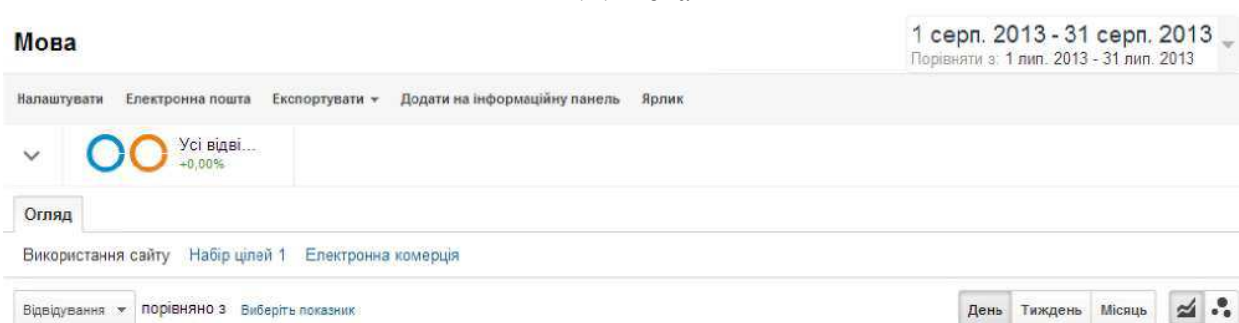 Мова
1 серп. 2013 - 31 серп. 2013
Порівняти з: 1 лип. 2013 - 31 лип. 2013
Налаштувати Електронна пошта Експортувати Додати на інформаційну панель Ярлик
Усі відві...
+0,00%
Огляд
Використання сайту Набір цілей 1 Електронна комерція
Відвідування порівняно з Виберіть показник День Тиждень Місяць